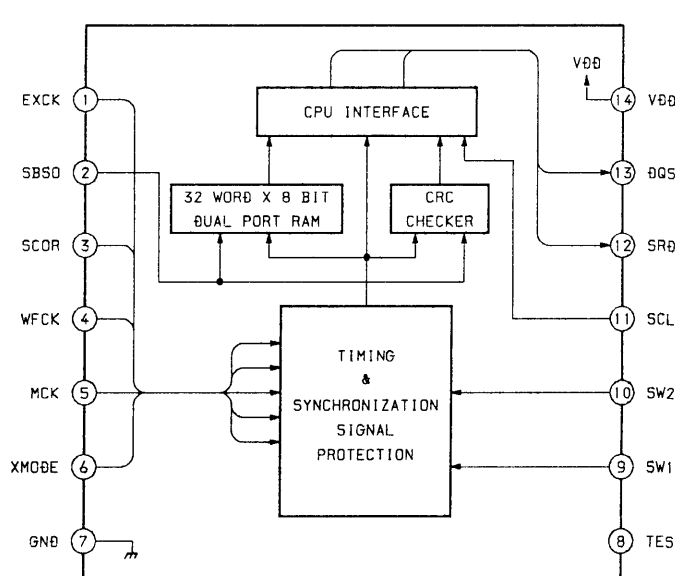 VDD
EXCK 1
14 VDD
CPU INTERFACE
SBSO 2
13 DQS
32 WORD X 8 BIT
DUAL PORT RAM
CRC
CHECKER
SCOR 3
12 SRD
WFCK 4
11 SCL
TIMING
&
SYNCHRONIZATION
SIGNAL
PROTECTION
MCK 5
10 SW2
XMODE 6
9 SW1
GND 7
8 TES